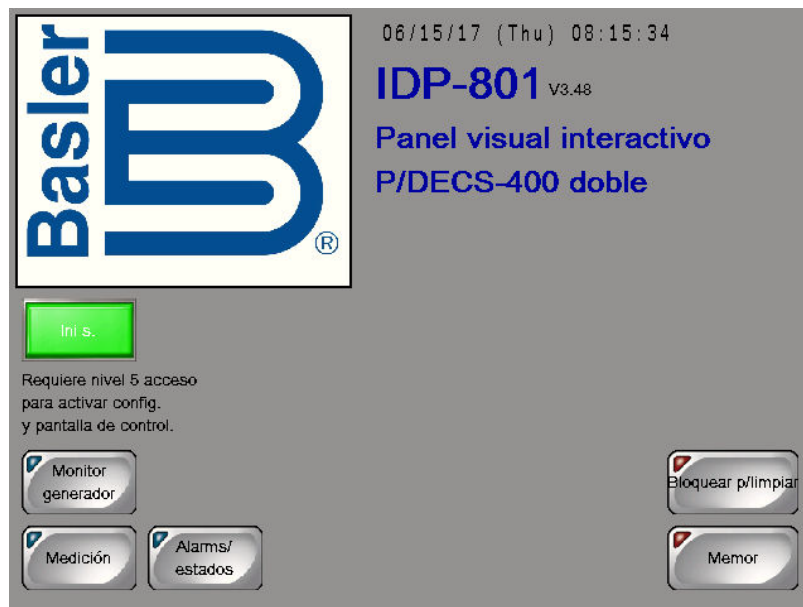 Basler
®
06/15/17 (Thu) 08:15:34
IDP-801 V3.48
Panel visual interactivo
P/DECS-400 doble
Ini s.
Requiere nivel 5 acceso
para activar config.
y pantalla de control.
Monitor
generador
Bloquear p/limpiar
Medición
Alarms/
estados
Memor